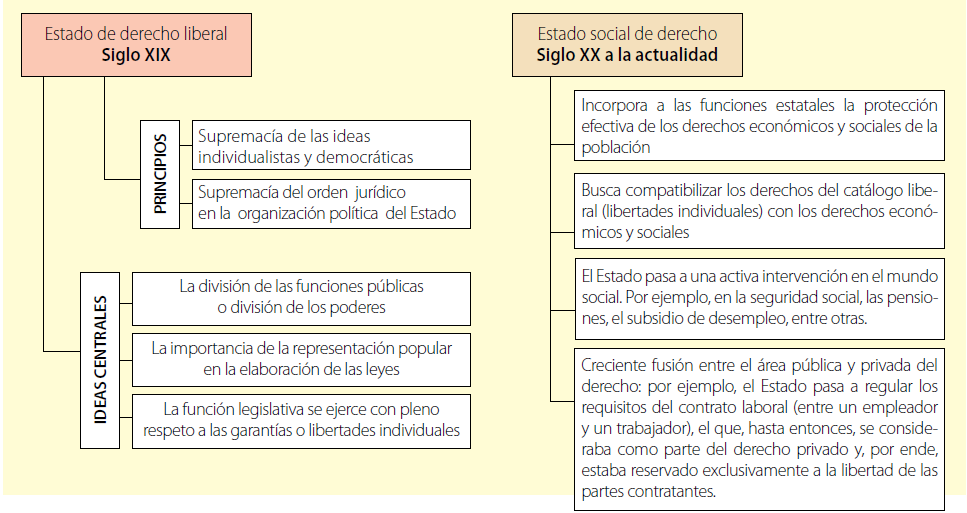 Estado de derecho liberal
Siglo XIX
PRINCIPIOS
Supremacía de las ideas
individualistas y democráticas
Supremacía del orden jurídico
en la organización política del Estado
IDEAS CENTRALES
La división de las funciones públicas
o división de los poderes
La importancia de la representación popular
en la elaboración de las leyes
La función legislativa se ejerce con pleno
respeto a las garantías o libertades individuales
Estado social de derecho
Siglo XX a la actualidad
Incorpora a las funciones estatales la protección
efectiva de los derechos económicos y sociales de la
población
Busca compatibilizar los derechos del catálogo libe-
ral (libertades individuales) con los derechos econó-
micos y sociales
El Estado pasa a una activa intervención en el mundo
social. Por ejemplo, en la seguridad social, las pensio-
nes, el subsidio de desempleo, entre otras.
Creciente fusión entre el área pública y privada del
derecho: por ejemplo, el Estado pasa a regular los
requisitos del contrato laboral (entre un empleador
y un trabajador), el que, hasta entonces, se conside-
raba como parte del derecho privado y, por ende,
estaba reservado exclusivamente a la libertad de las
partes contratantes.